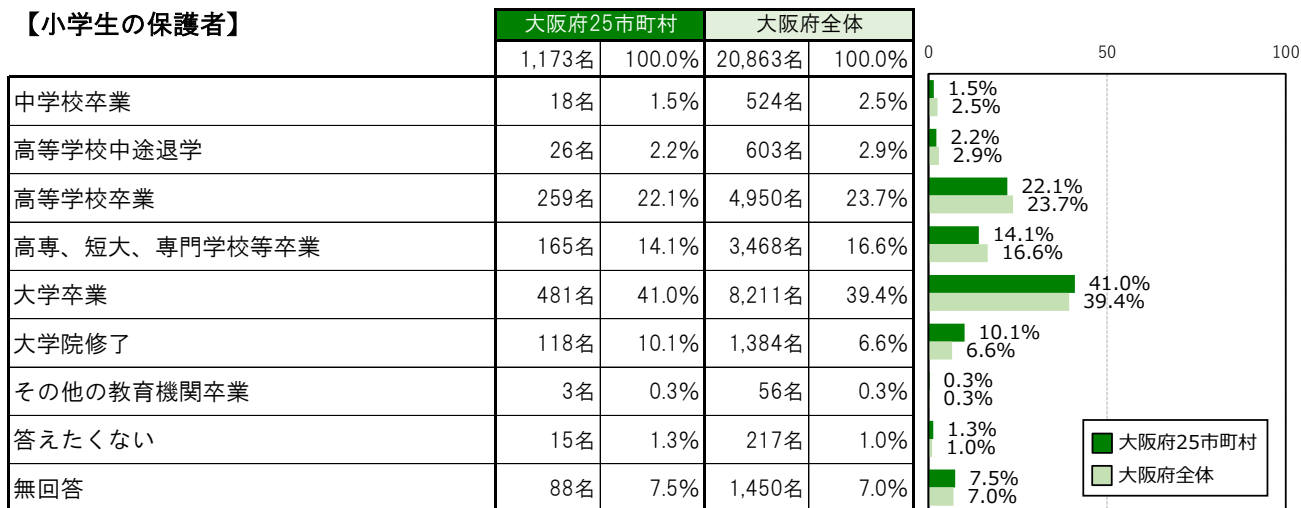 【小学生の保護者】 大阪府25市町村 大阪府全体
1,173名 100.0% 20,863名 100.0% 0 50 100
中学校卒業 18名 1.5% 524名 2.5% 1.5% 2.5%
高等学校中途退学 26名 2.2% 603名 2.9% 2.2% 2.9%
高等学校卒業 259名 22.1% 4,950名 23.7% 22.1% 23.7%
高専、短大、専門学校等卒業 165名 14.1% 3,468名 16.6% 14.1% 16.6%
大学卒業 481名 41.0% 8,211名 39.4% 41.0% 39.4%
大学院修了 118名 10.1% 1,384名 6.6% 10.1% 6.6%
その他の教育機関卒業 3名 0.3% 56名 0.3% 0.3% 0.3%
答えたくない 15名 1.3% 217名 1.0% 1.3% 1.0%
無回答 88名 7.5% 1,450名 7.0% 7.5% 7.0%
大阪府25市町村
大阪府全体